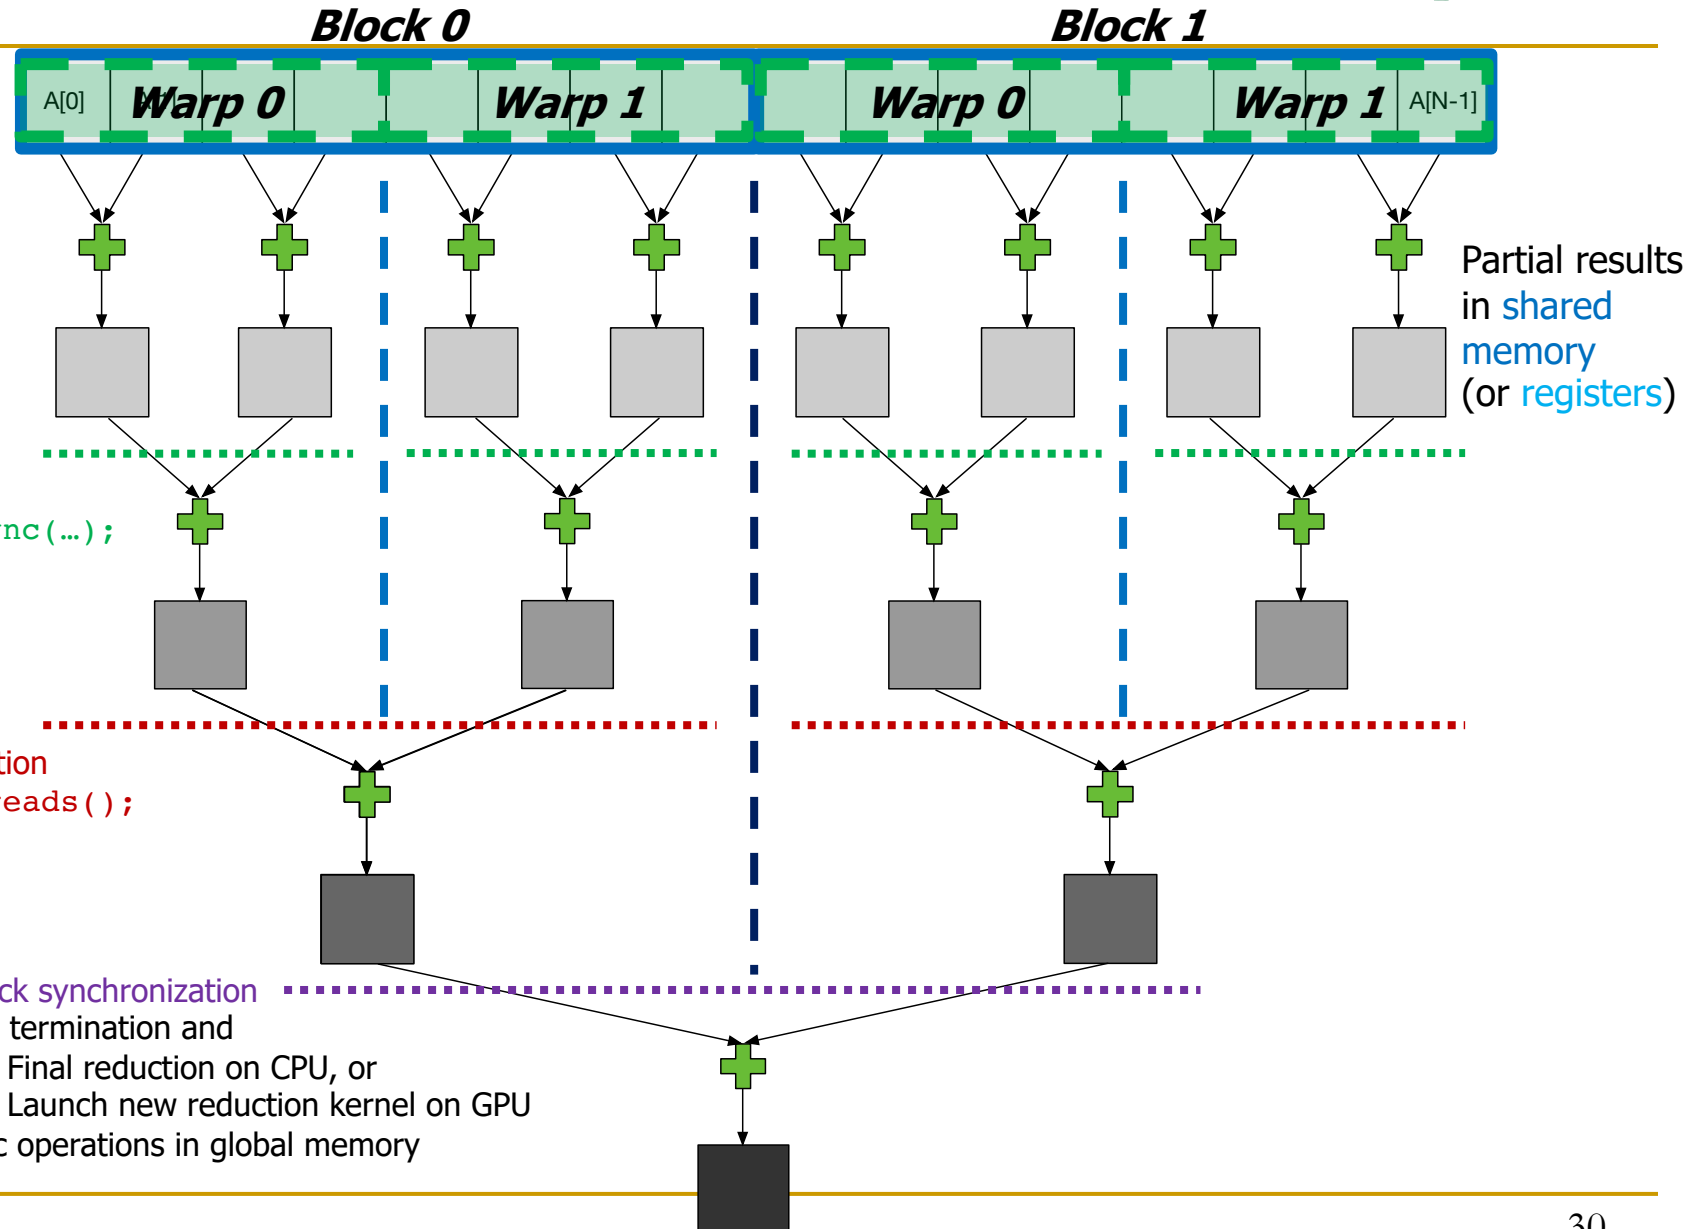 Block 0
Block 1
A[0]
Warp 0
Warp 1
Warp 0
Warp 1
A[N-1]
Partial results
in shared
memory
(or registers)
nc(…);
tion
reads();
ck synchronization
termination and
Final reduction on CPU, or
Launch new reduction kernel on GPU
c operations in global memory
30